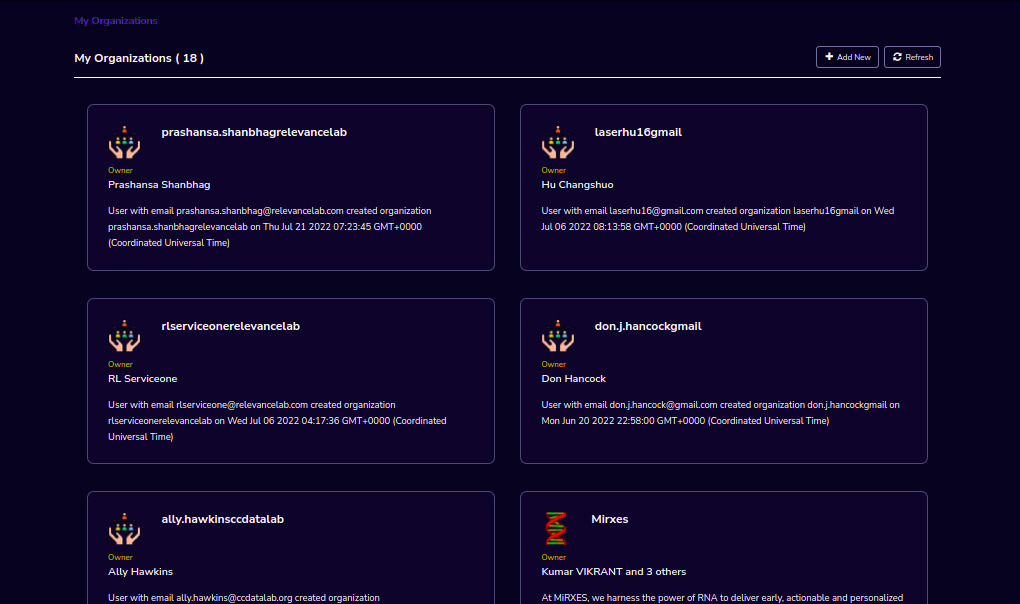 My Organizations
My Organizations ( 18 )
Add New
Refresh
prashansa.shanbhagrelevancelab
Owner
Prashansa Shanbhag
User with email prashansa.shanbhag@relevancelab.com created organization
prashansa.shanbhagrelevancelab on Thu Jul 21 2022 07:23:45 GMT+0000
(Coordinated Universal Time)
laserhu16gmail
Owner
Hu Changshuo
User with email laserhu16@gmail.com created organization laserhu16gmail on Wed
Jul 06 2022 08:13:58 GMT+0000 (Coordinated Universal Time)
rlserviceonerelevancelab
Owner
RL Serviceone
User with email rlserviceone@relevancelab.com created organization
rlserviceonerelevancelab on Wed Jul 06 2022 04:17:36 GMT+0000 (Coordinated
Universal Time)
don.j.hancockgmail
Owner
Don Hancock
User with email don.j.hancock@gmail.com created organization don.j.hancockgmail on
Mon Jun 20 2022 22:58:00 GMT+0000 (Coordinated Universal Time)
ally.hawkinsccdatalab
Owner
Ally Hawkins
User with email ally.hawkins@ccdatalab.org created organization
Mirxes
Owner
Kumar VIKRANT and 3 others
At MiRXES, we harness the power of RNA to deliver early, actionable and personalized